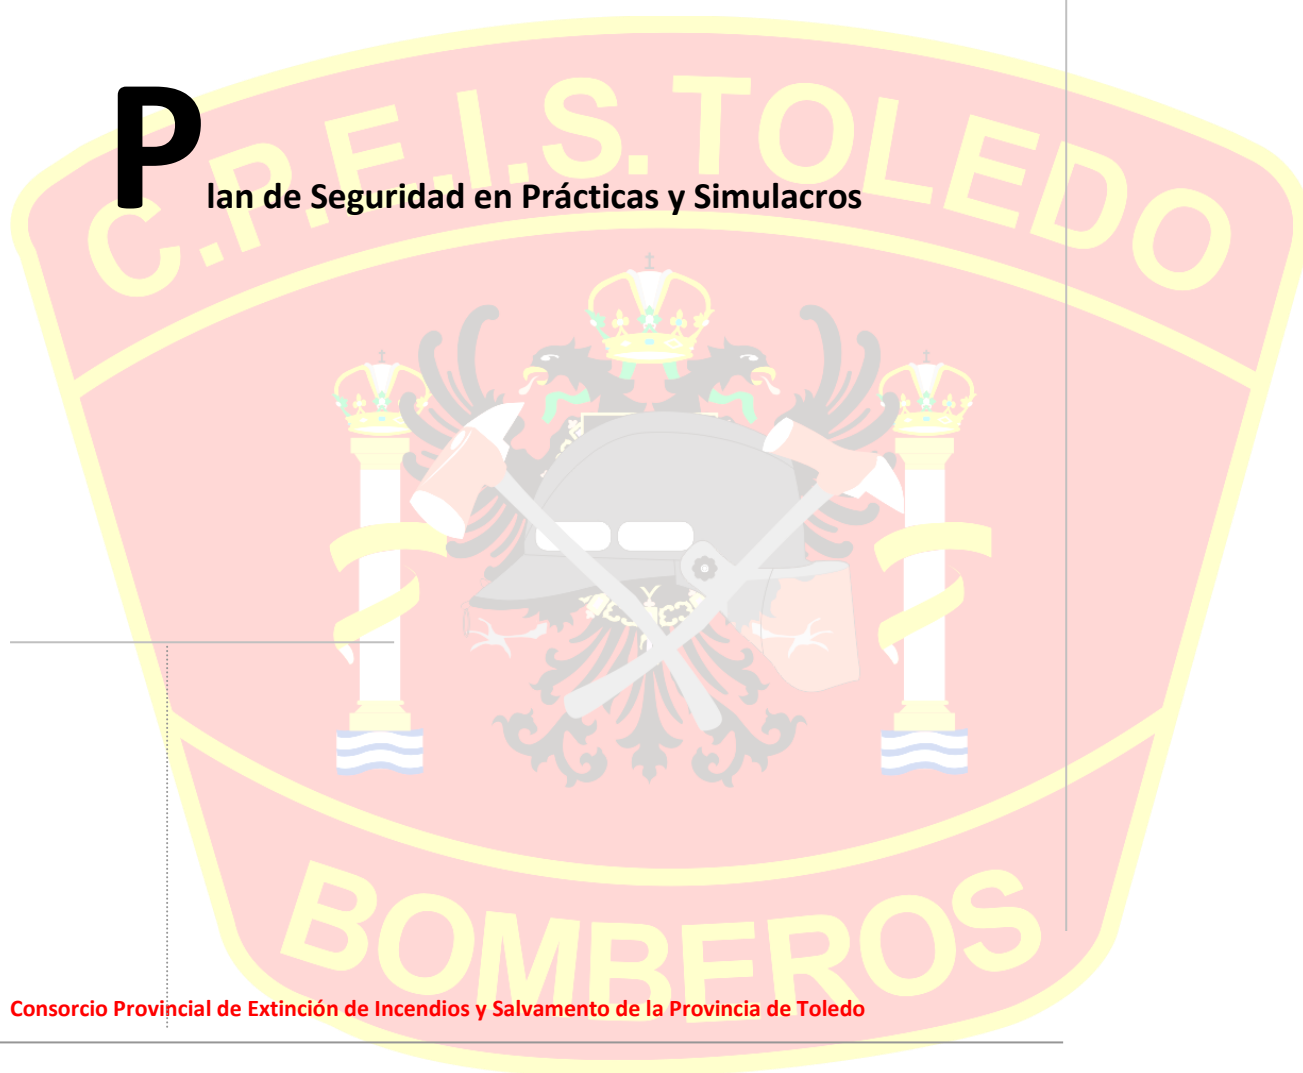 C.P.E.I.S. TOLEDO
Plan de Seguridad en Prácticas y Simulacros
BOMBEROS
Consorcio Provincial de Extinción de Incendios y Salvamento de la Provincia de Toledo